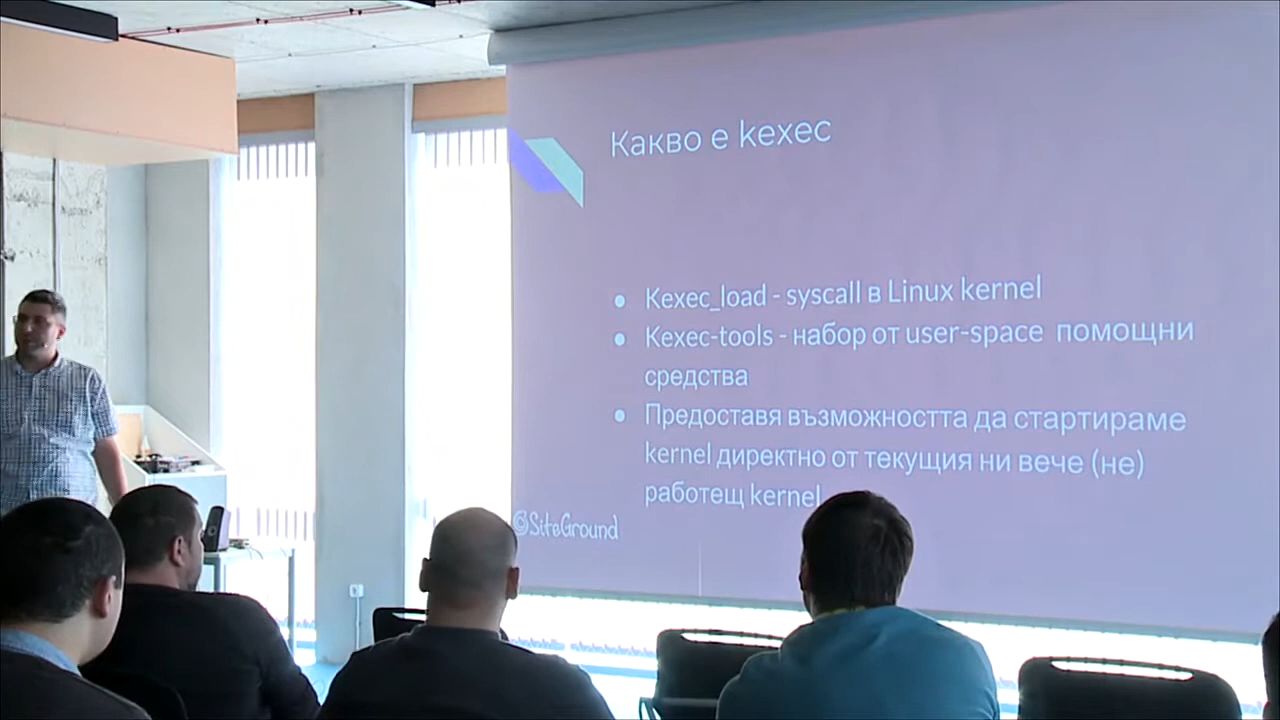 Какво е kexec
Kexec_load - syscall в Linux kernel
Kexec-tools - набор от user-space помощни
средства
Предоставя възможността да стартираме
kernel директно от текущия ни вече (не)
работещ kernel
SiteGround